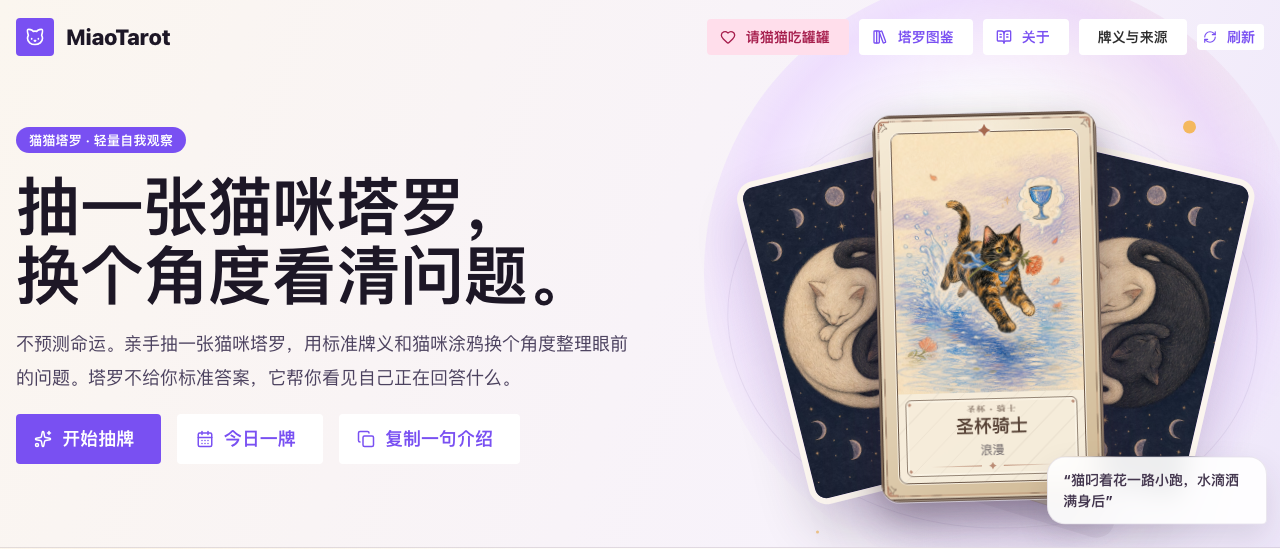 MiaoTarot
请猫猫吃罐罐
塔罗图鉴
关于
牌义与来源
刷新
猫猫塔罗 · 轻量自我观察
抽一张猫咪塔罗，
换个角度看清问题。
不预测命运。亲手抽一张猫咪塔罗，用标准牌义和猫咪涂鸦换个角度整理眼前
的问题。塔罗不给你标准答案，它帮你看见自己正在回答什么。
开始抽牌
今日一牌
复制一句介绍
圣杯 · 骑士
圣杯骑士
浪漫
“猫叼着花一路小跑，水滴洒
满身后”